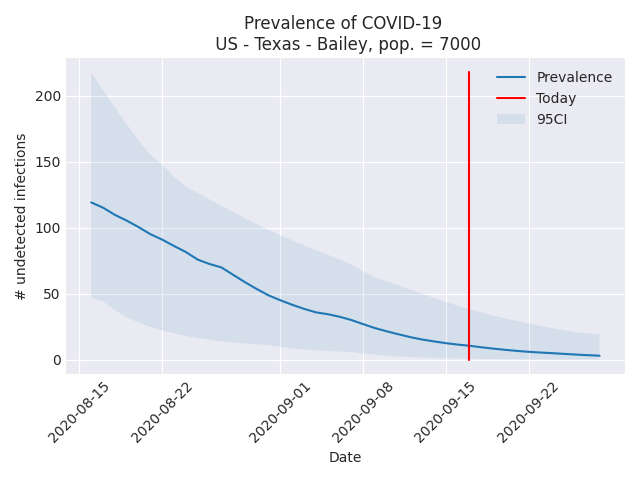 Prevalence of COVID-19
US - Texas - Bailey, pop. = 7000
# undetected infections
200
150
100
50
0
Prevalence
Today
95CI
2020-08-15
2020-08-22
2020-09-01
2020-09-08
2020-09-15
2020-09-22
Date